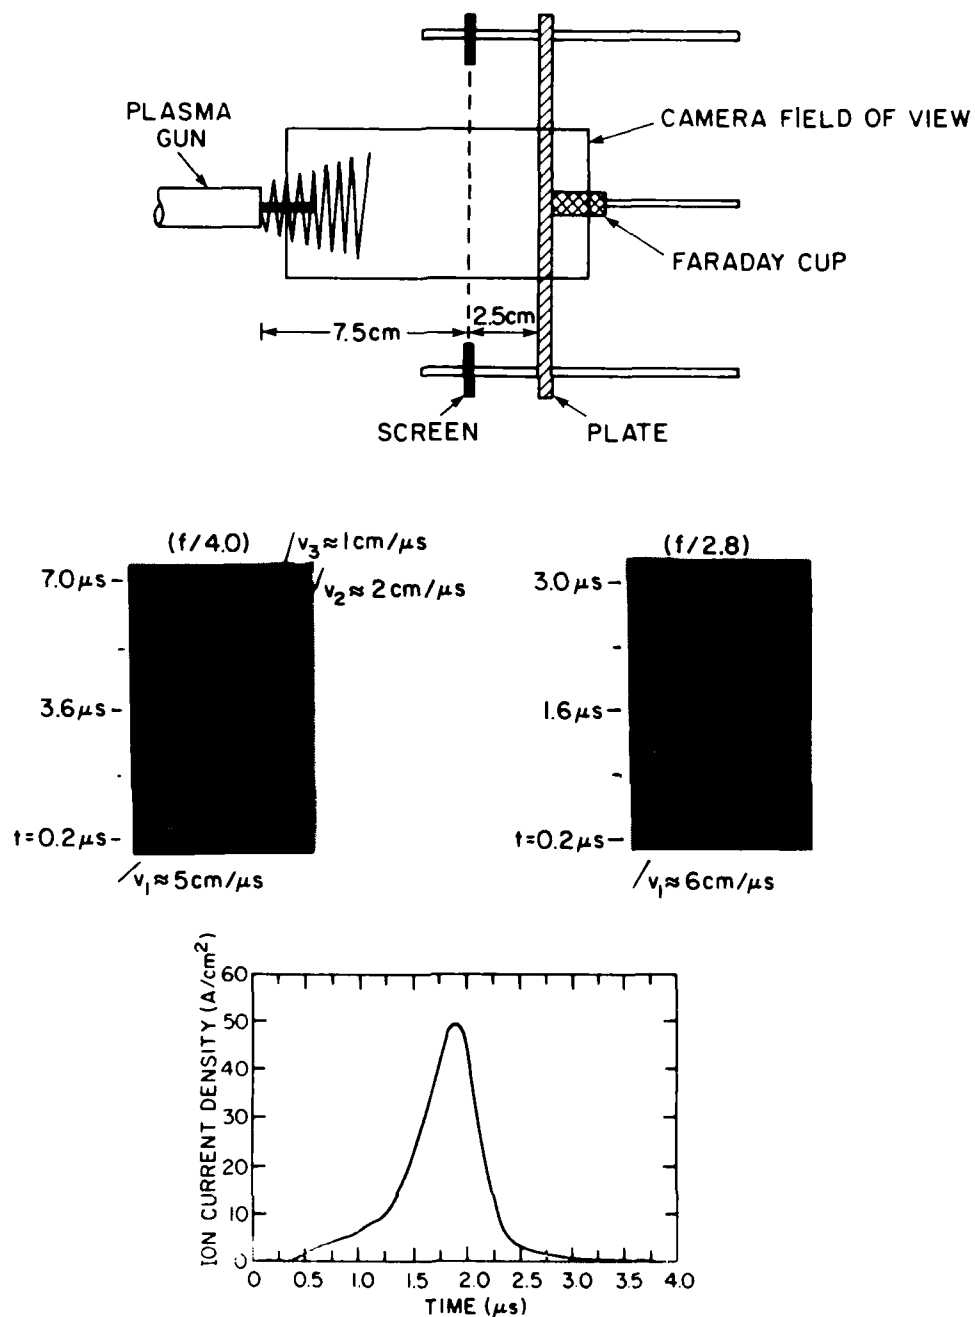 PLASMA
GUN
CAMERA FIELD OF VIEW
FARADAY CUP
7.5cm
2.5cm
SCREEN
PLATE
(f/4.0)
v₃ ≈ 1cm/μs
v₂ ≈ 2cm/μs
7.0μs
3.6μs
t=0.2μs
v₁ ≈ 5cm/μs
(f/2.8)
3.0μs
1.6μs
t=0.2μs
v₁ ≈ 6cm/μs
ION CURRENT DENSITY (A/cm²)
60
50
40
30
20
10
0
0 0.5 1.0 1.5 2.0 2.5 3.0 3.5 4.0
TIME (μs)